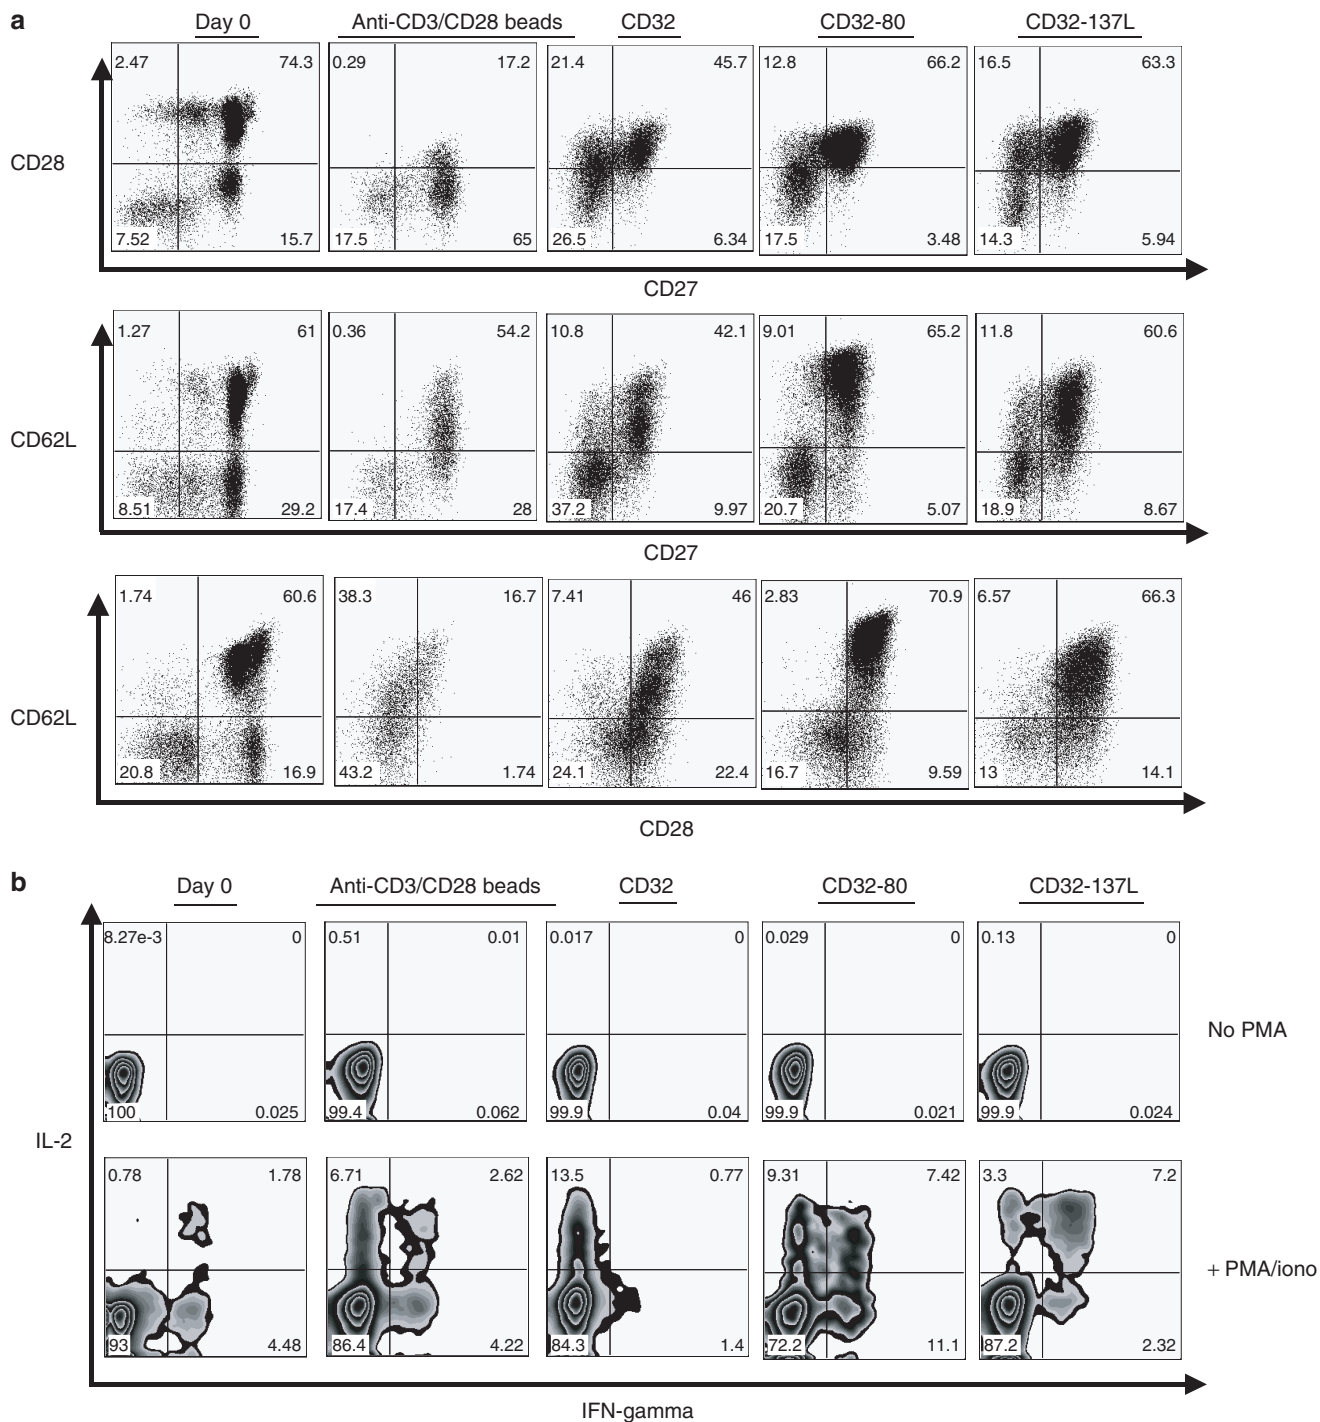 a
Day 0 Anti-CD3/CD28 beads CD32 CD32-80 CD32-137L
2.47 74.3 0.29 17.2 21.4 45.7 12.8 66.2 16.5 63.3
CD28
7.52 15.7 17.5 65 26.5 6.34 17.5 3.48 14.3 5.94
CD27
1.27 61 0.36 54.2 10.8 42.1 9.01 65.2 11.8 60.6
CD62L
8.51 29.2 17.4 28 37.2 9.97 20.7 5.07 18.9 8.67
CD27
1.74 60.6 38.3 16.7 7.41 46 2.83 70.9 6.57 66.3
CD62L
20.8 16.9 43.2 1.74 24.1 22.4 16.7 9.59 13 14.1
CD28
b
Day 0 Anti-CD3/CD28 beads CD32 CD32-80 CD32-137L
8.27e-3 0 0.51 0.01 0.017 0 0.029 0 0.13 0
No PMA
100 0.025 99.4 0.062 99.9 0.04 99.9 0.021 99.9 0.024
IL-2
0.78 1.78 6.71 2.62 13.5 0.77 9.31 7.42 3.3 7.2
+ PMA/iono
93 4.48 86.4 4.22 84.3 1.4 72.2 11.1 87.2 2.32
IFN-gamma